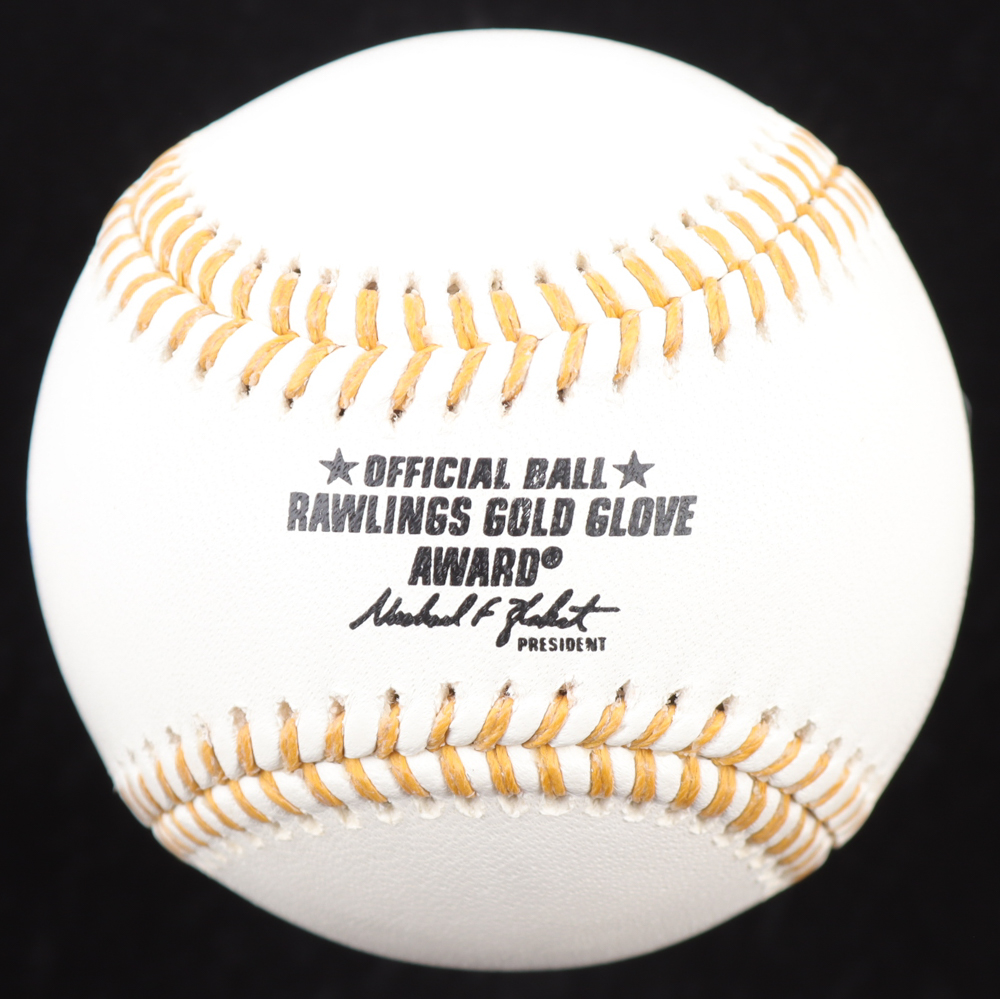 ★OFFICIAL BALL★
RAWLINGS GOLD GLOVE
AWARD®
PRESIDENT